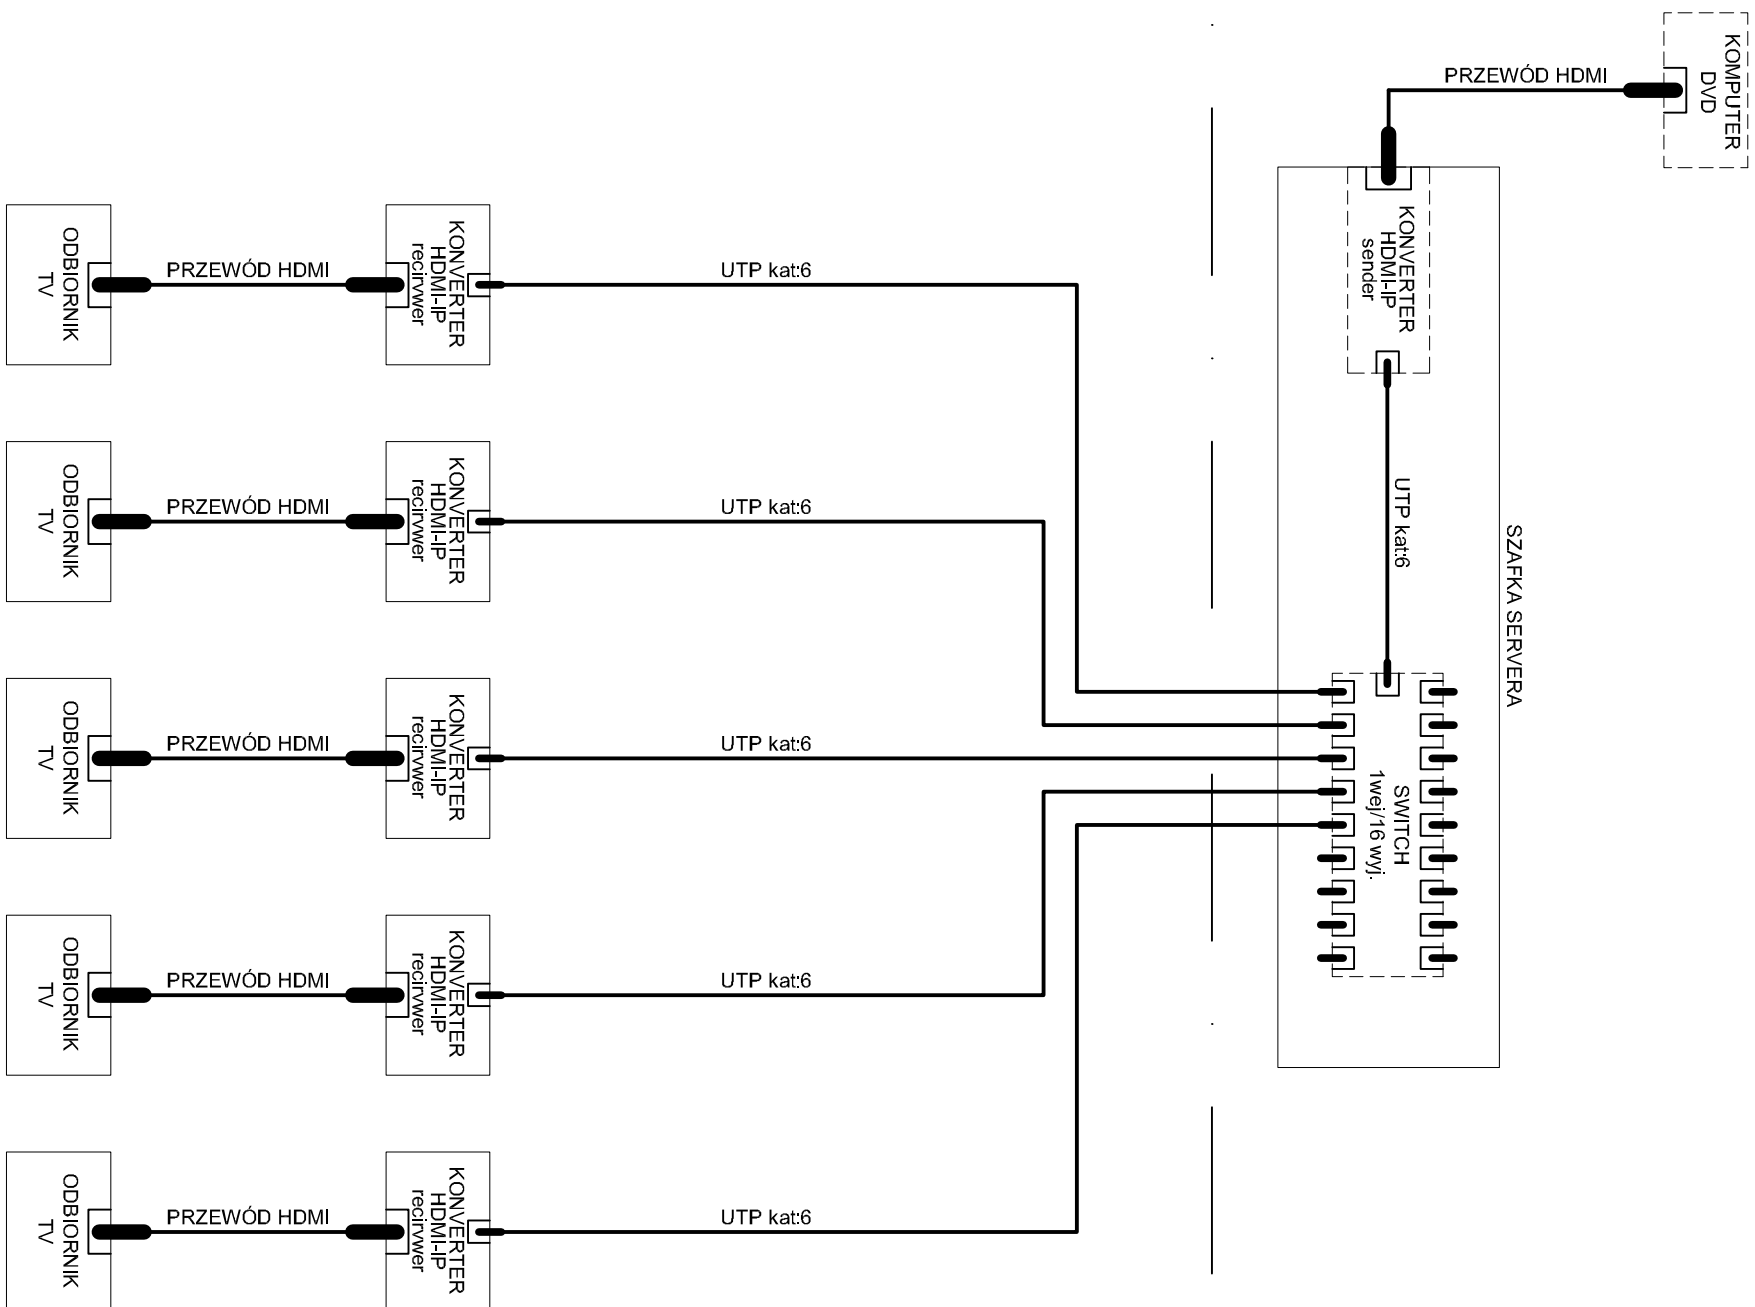 KOMPUTER
DVD
PRZEWÓD HDMI
KONVERTER
HDMI-IP
sender
UTP kat:6
SZAFKA SERVERA
SWITCH
1wej/16 wyj.
ODBIORNIK
TV
PRZEWÓD HDMI
KONVERTER
HDMI-IP
recirvwer
UTP kat:6
ODBIORNIK
TV
PRZEWÓD HDMI
KONVERTER
HDMI-IP
recirvwer
UTP kat:6
ODBIORNIK
TV
PRZEWÓD HDMI
KONVERTER
HDMI-IP
recirvwer
UTP kat:6
ODBIORNIK
TV
PRZEWÓD HDMI
KONVERTER
HDMI-IP
recirvwer
UTP kat:6
ODBIORNIK
TV
PRZEWÓD HDMI
KONVERTER
HDMI-IP
recirvwer
UTP kat:6